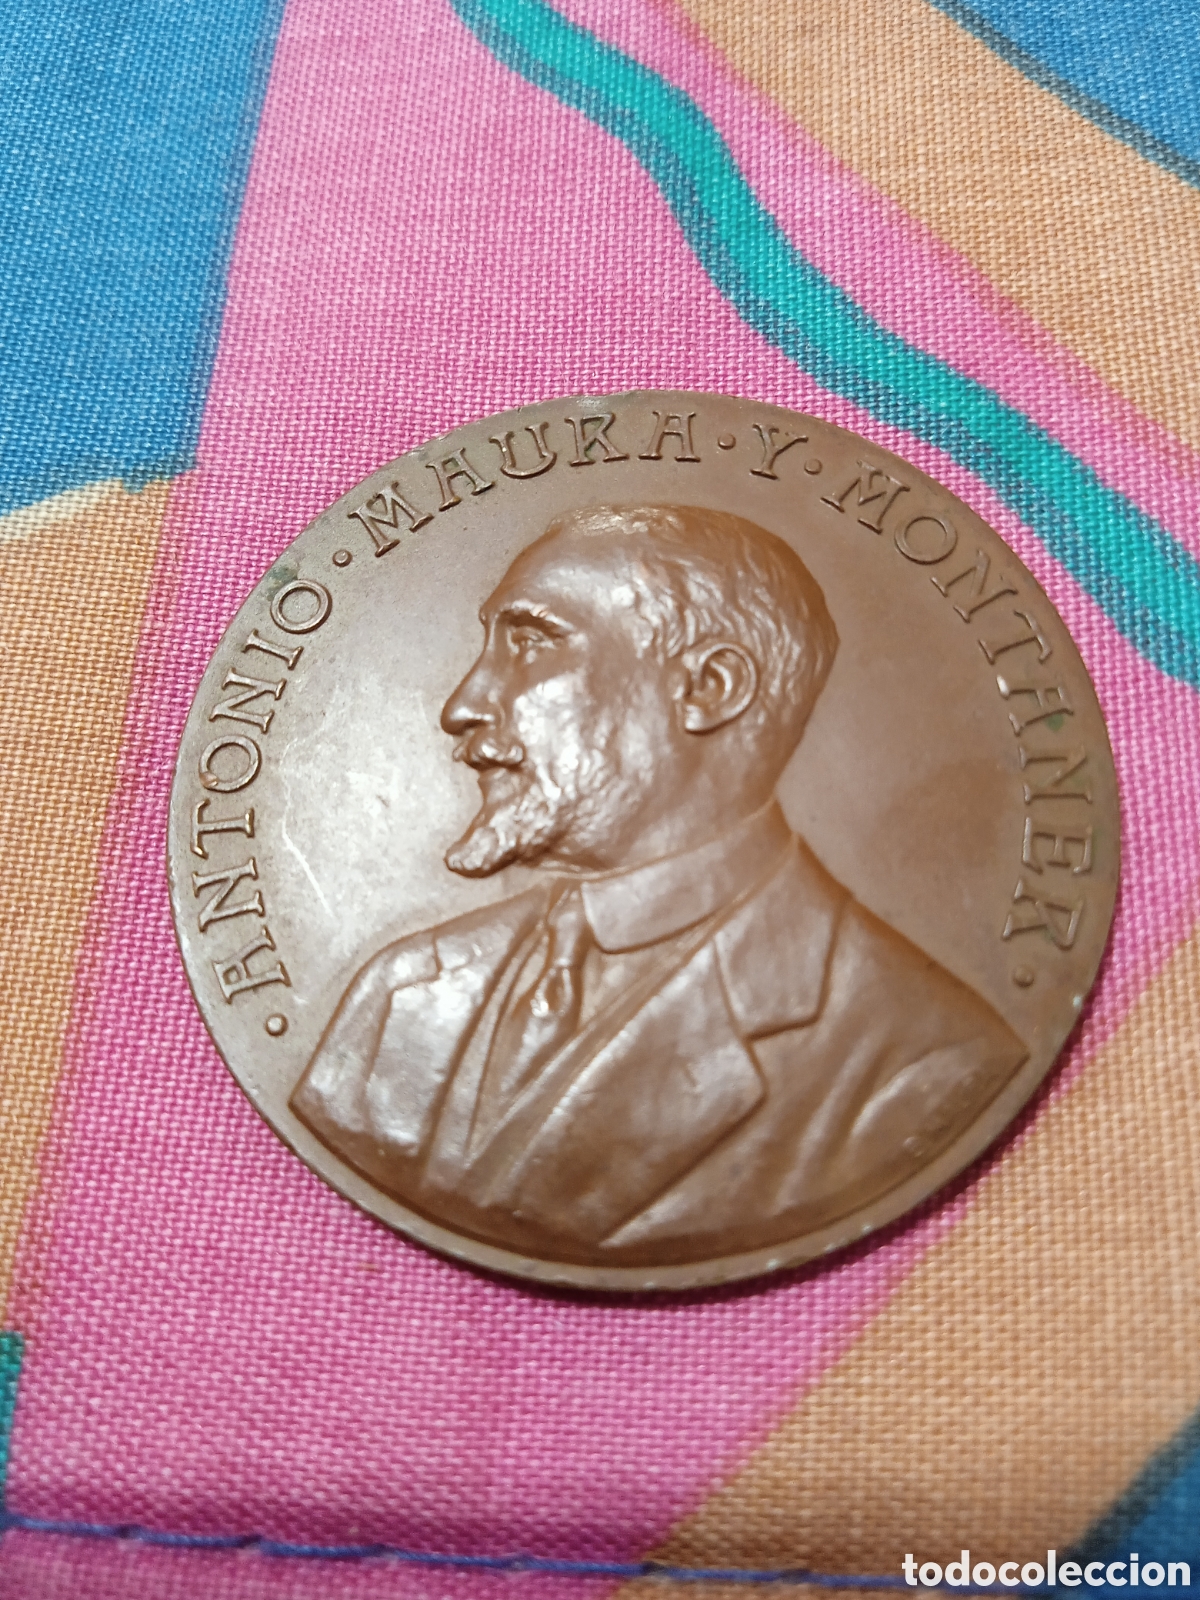 · ANTONIO · MAURA · Y · MONTANER ·
todocoleccion